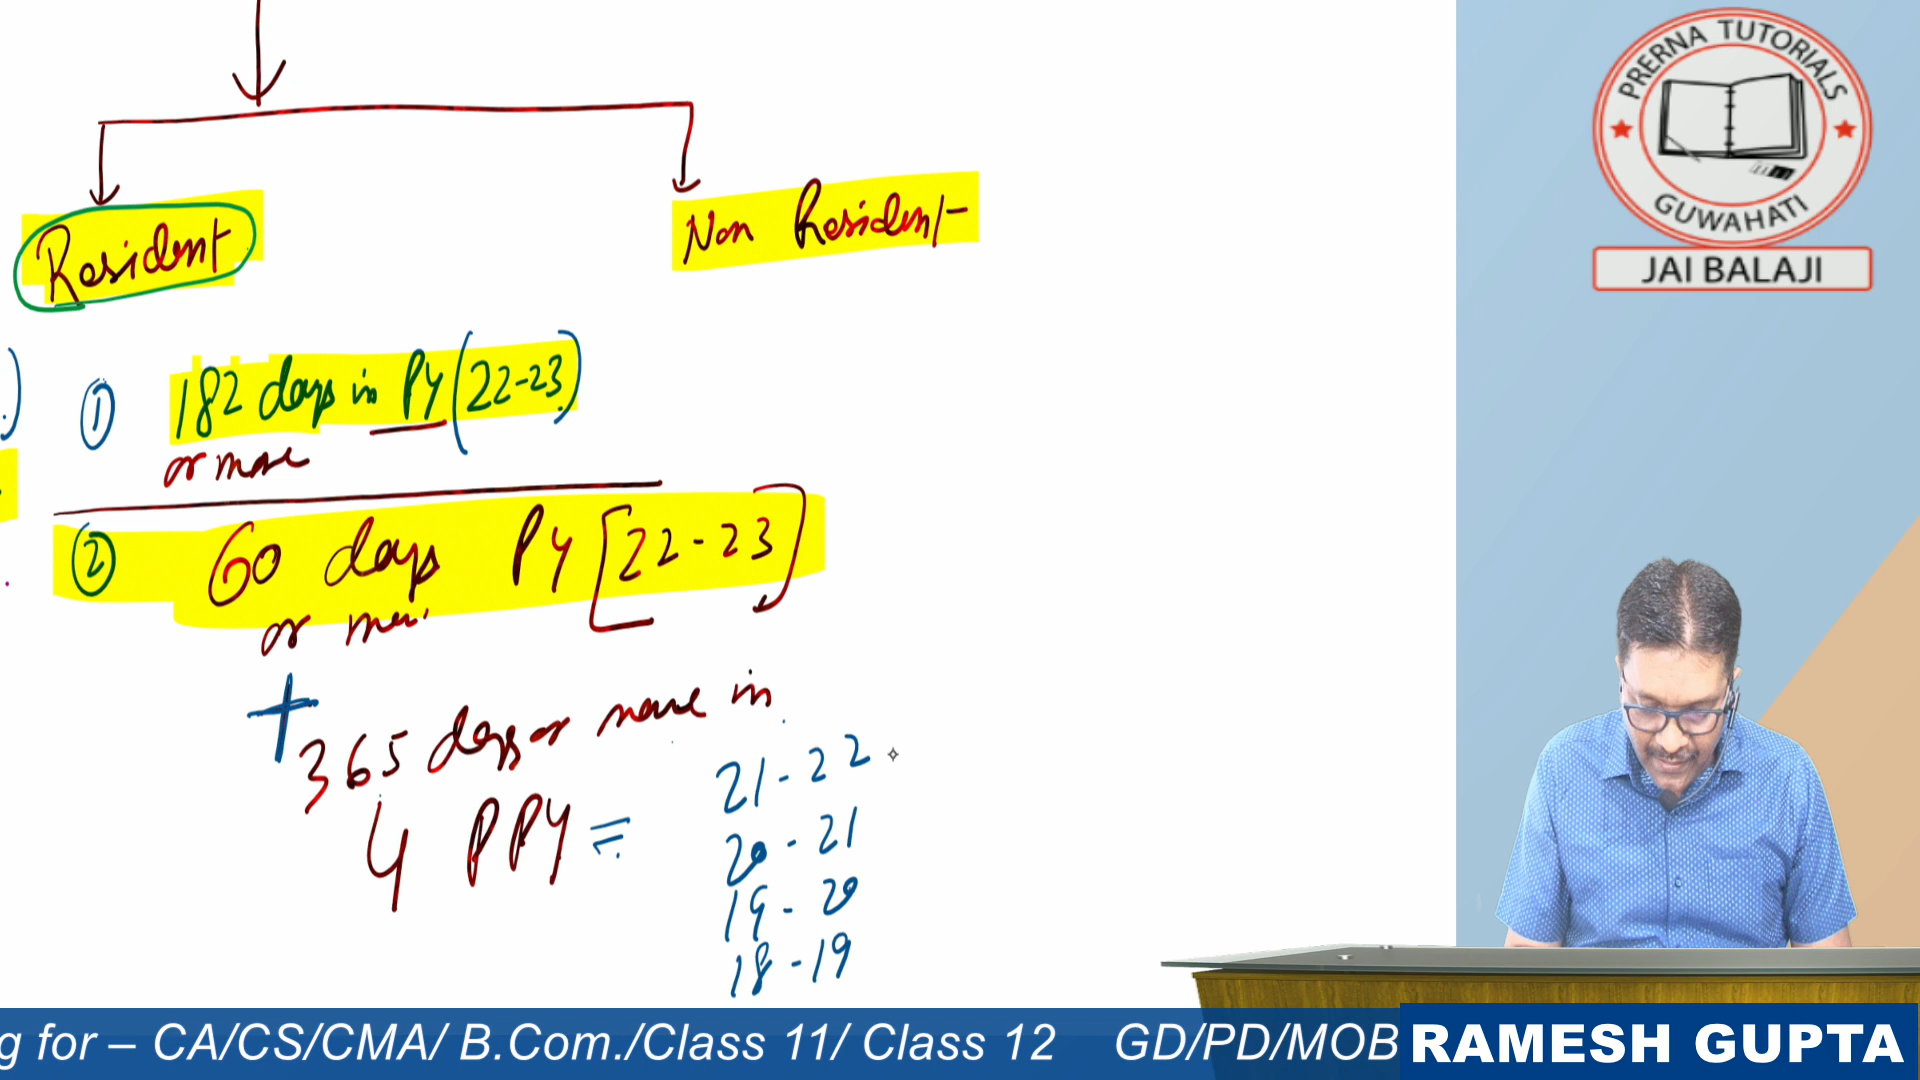 Resident
Non Resident
① 182 days in PY (22-23)
or more
② 60 days PY [22-23]
or
+
365 days or more in
4 PPY =
21-22
20-21
19-20
18-19
PRERNA TUTORIALS
GUWAHATI
JAI BALAJI
g for – CA/CS/CMA/ B.Com./Class 11/ Class 12 GD/PD/MOB
RAMESH GUPTA